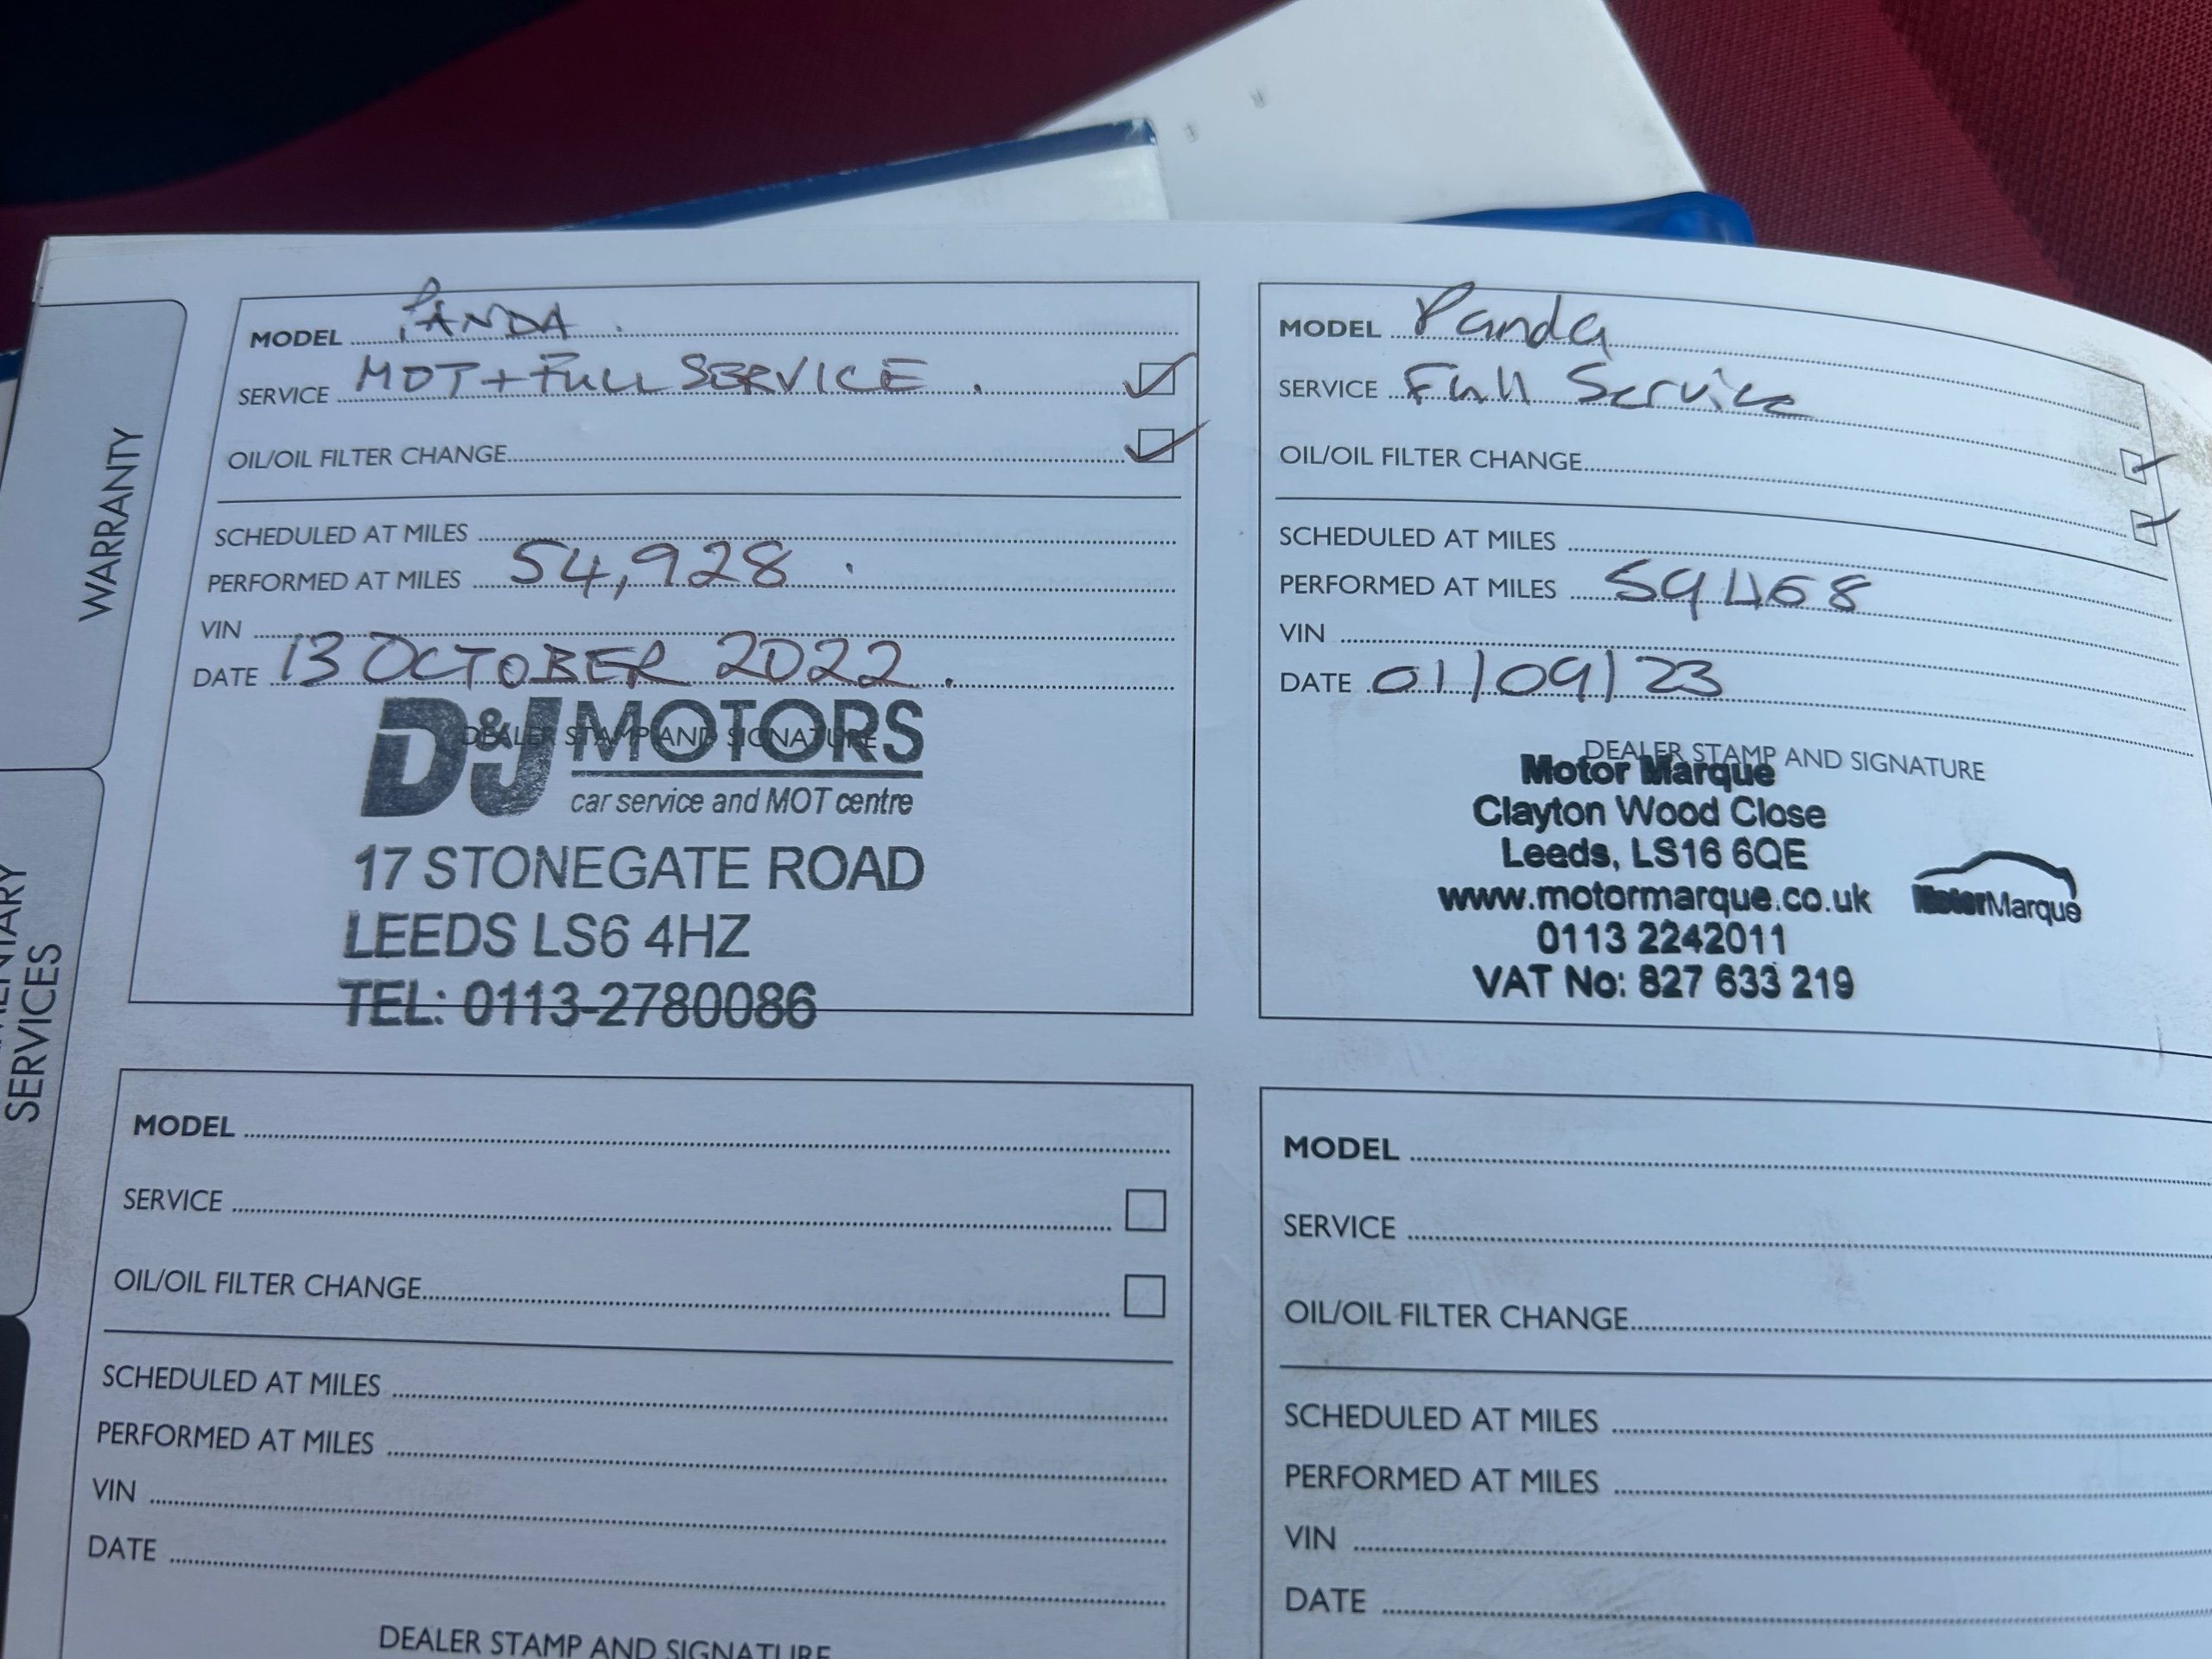 WARRANTY
MENTARY
SERVICES
MODEL PANDA.
SERVICE MOT+FULL SERVICE.
OIL/OIL FILTER CHANGE
SCHEDULED AT MILES
PERFORMED AT MILES 54,928.
VIN
DATE 13 OCTOBER 2022.
DEALER STAMP AND SIGNATURE
D&J MOTORS
car service and MOT centre
17 STONEGATE ROAD
LEEDS LS6 4HZ
TEL: 0113-2780086
MODEL Panda
SERVICE Full Service
OIL/OIL FILTER CHANGE
SCHEDULED AT MILES
PERFORMED AT MILES 59468
VIN
DATE 01/09/23
DEALER STAMP AND SIGNATURE
Motor Marque
Clayton Wood Close
Leeds, LS16 6QE
www.motormarque.co.uk
0113 2242011
VAT No: 827 633 219
MotorMarque
MODEL
SERVICE
OIL/OIL FILTER CHANGE
SCHEDULED AT MILES
PERFORMED AT MILES
VIN
DATE
DEALER STAMP AND SIGNATURE
MODEL
SERVICE
OIL/OIL FILTER CHANGE
SCHEDULED AT MILES
PERFORMED AT MILES
VIN
DATE